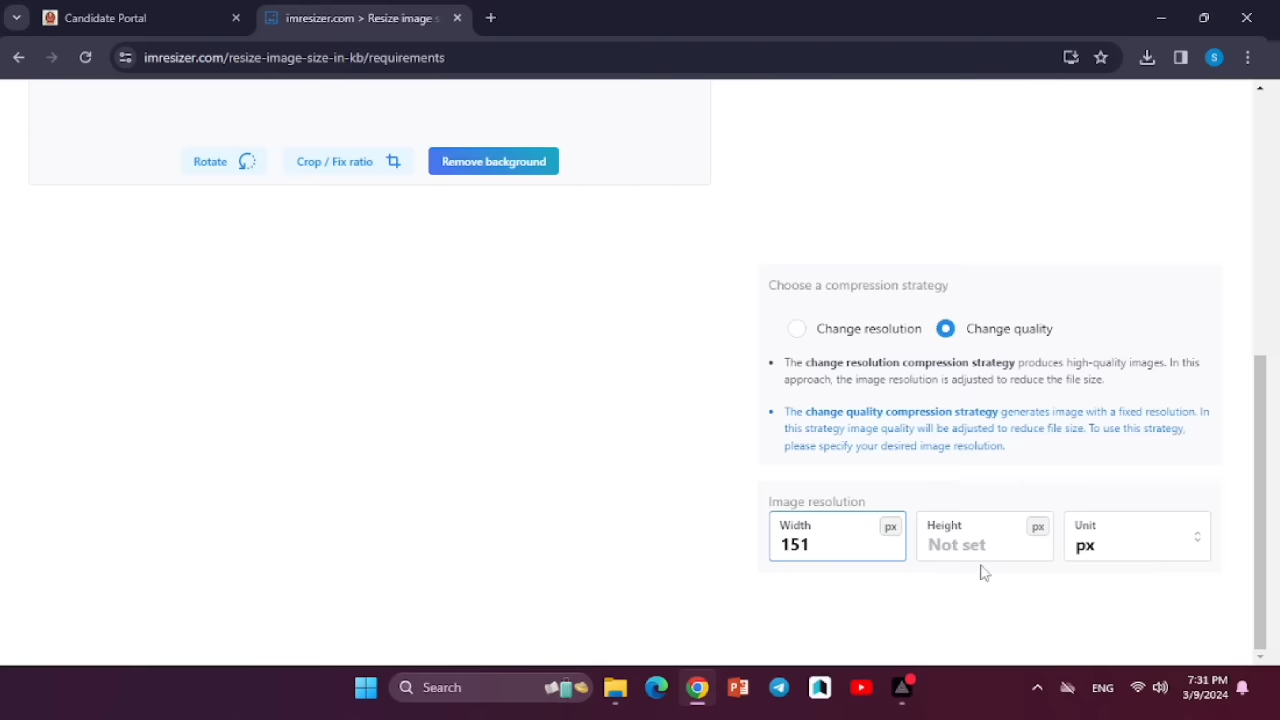 Candidate Portal
imresizer.com > Resize image s
imresizer.com/resize-image-size-in-kb/requirements
S
Rotate
Crop / Fix ratio
Remove background
Choose a compression strategy
Change resolution
Change quality
The change resolution compression strategy produces high-quality images. In this
approach, the image resolution is adjusted to reduce the file size.
The change quality compression strategy generates image with a fixed resolution. In
this strategy image quality will be adjusted to reduce file size. To use this strategy,
please specify your desired image resolution.
Image resolution
Width px
151
Height px
Not set
Unit
px
Search
ENG
7:31 PM
3/9/2024